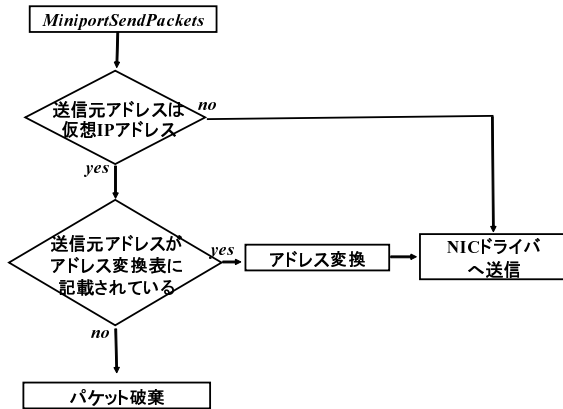 MiniportSendPackets
送信元アドレスは
仮想IPアドレス
no
yes
送信元アドレスが
アドレス変換表に
記載されている
yes
アドレス変換
NICドライバ
へ送信
no
パケット破棄